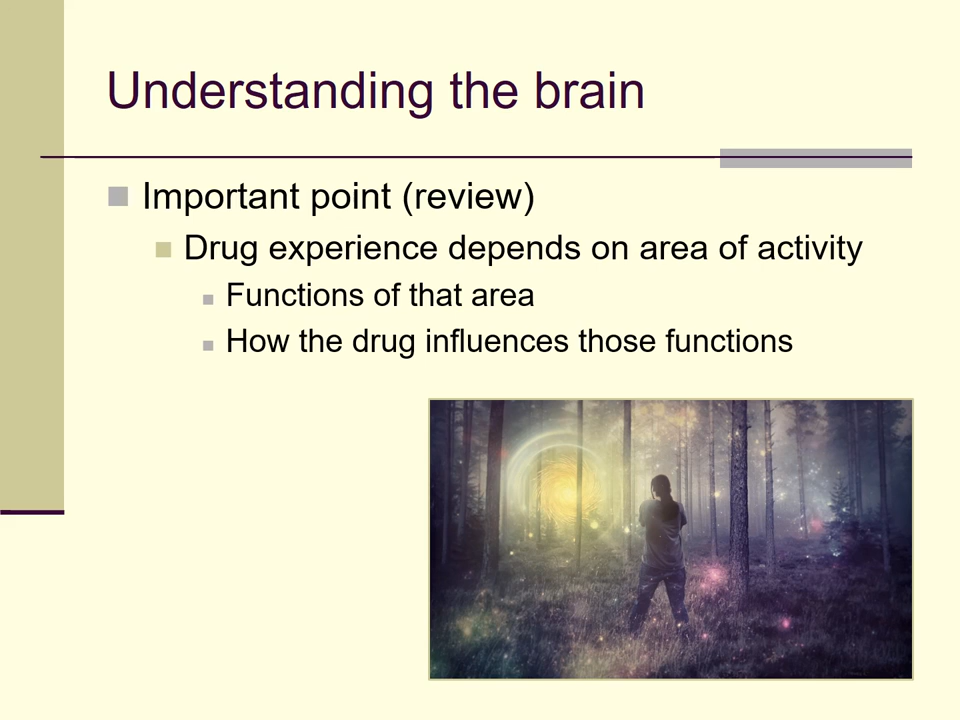 Understanding the brain
Important point (review)
Drug experience depends on area of activity
Functions of that area
How the drug influences those functions